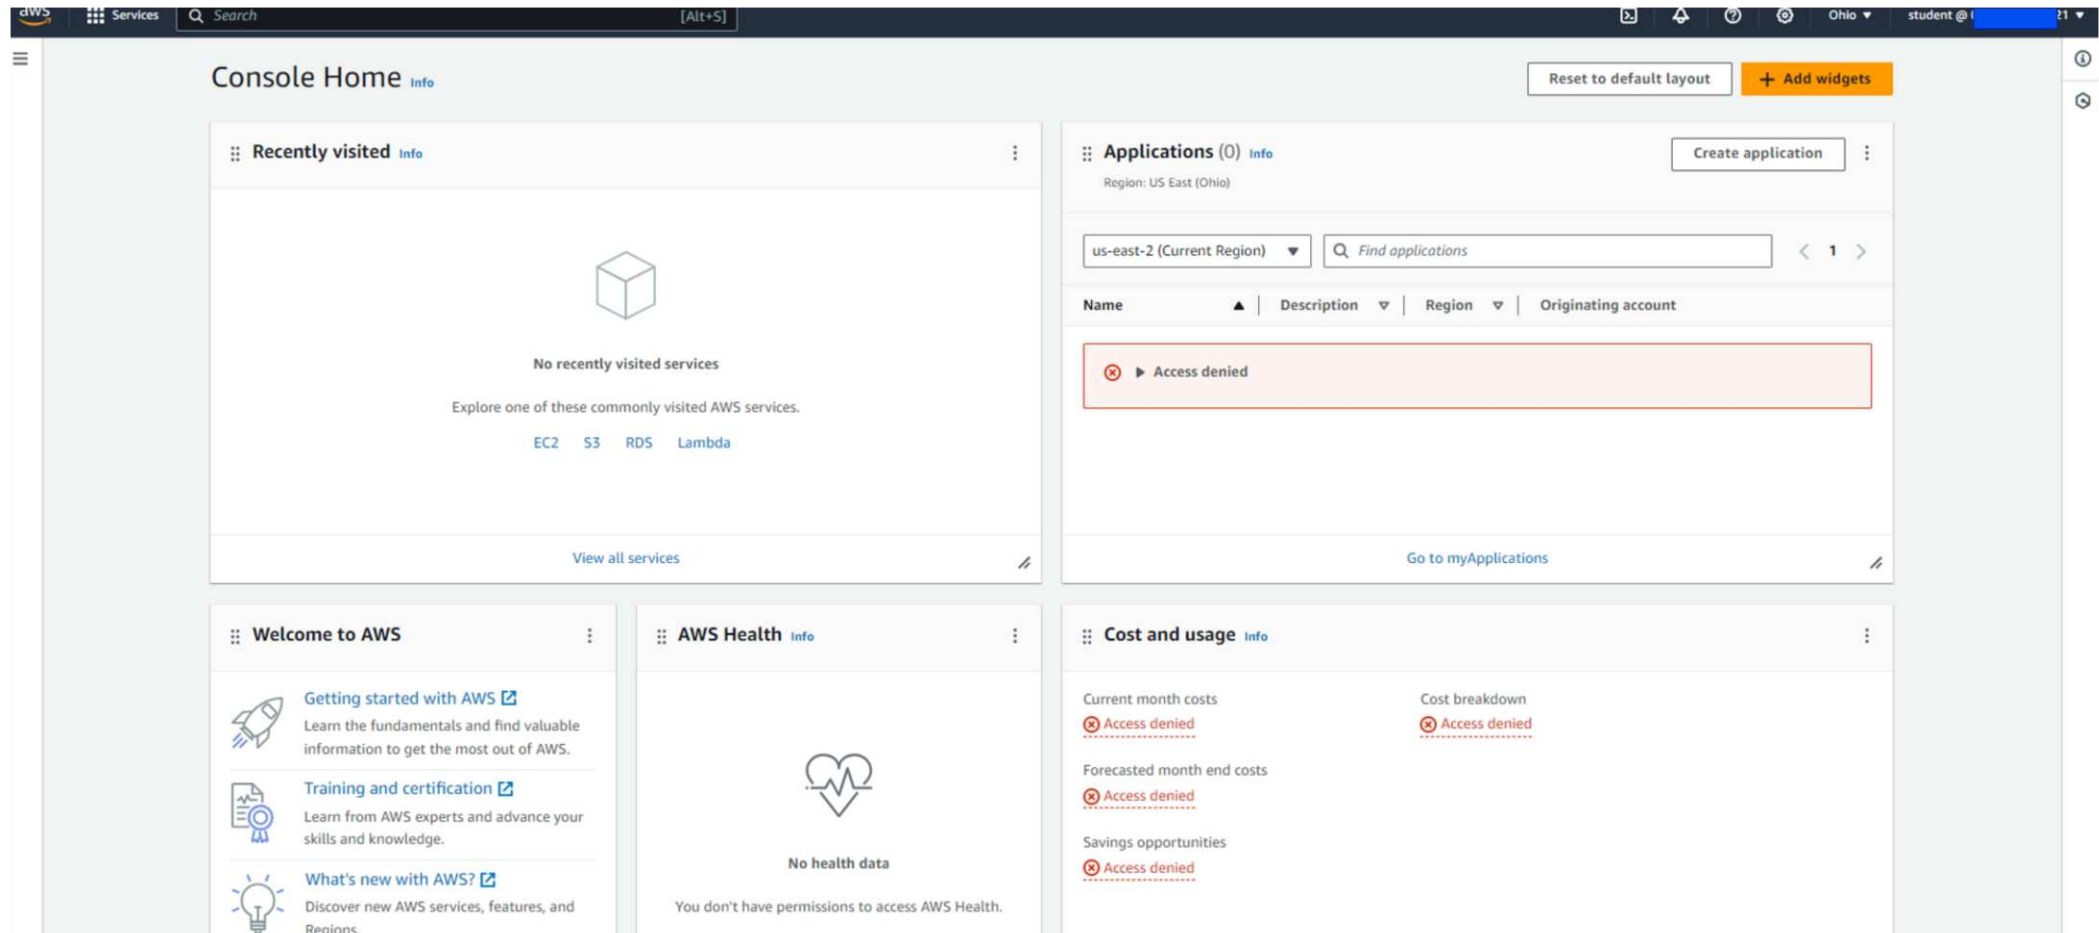 aws Services Search [Alt+S] Ohio student @ 21
Console Home Info Reset to default layout + Add widgets
Recently visited Info
No recently visited services
Explore one of these commonly visited AWS services.
EC2 S3 RDS Lambda
View all services
Applications (0) Info Create application
Region: US East (Ohio)
us-east-2 (Current Region) Find applications 1
Name Description Region Originating account
Access denied
Go to myApplications
Welcome to AWS
Getting started with AWS
Learn the fundamentals and find valuable
information to get the most out of AWS.
Training and certification
Learn from AWS experts and advance your
skills and knowledge.
What's new with AWS?
Discover new AWS services, features, and
Regions.
AWS Health Info
No health data
You don't have permissions to access AWS Health.
Cost and usage Info
Current month costs Cost breakdown
Access denied Access denied
Forecasted month end costs
Access denied
Savings opportunities
Access denied